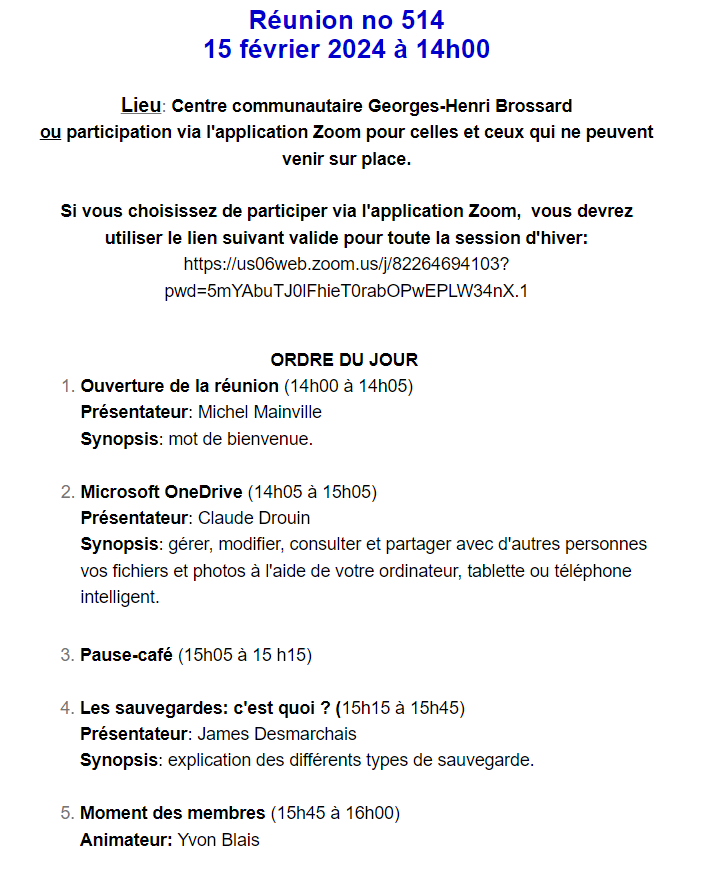 Réunion no 514
15 février 2024 à 14h00
Lieu: Centre communautaire Georges-Henri Brossard
ou participation via l'application Zoom pour celles et ceux qui ne peuvent
venir sur place.
Si vous choisissez de participer via l'application Zoom,  vous devrez
utiliser le lien suivant valide pour toute la session d'hiver:
https://us06web.zoom.us/j/82264694103?
pwd=5mYAbuTJ0lFhieT0rabOPwEPLW34nX.1
ORDRE DU JOUR
1. Ouverture de la réunion (14h00 à 14h05)
Présentateur: Michel Mainville
Synopsis: mot de bienvenue.
2. Microsoft OneDrive (14h05 à 15h05)
Présentateur: Claude Drouin
Synopsis: gérer, modifier, consulter et partager avec d'autres personnes
vos fichiers et photos à l'aide de votre ordinateur, tablette ou téléphone
intelligent.
3. Pause-café (15h05 à 15 h15)
4. Les sauvegardes: c'est quoi ? (15h15 à 15h45)
Présentateur: James Desmarchais
Synopsis: explication des différents types de sauvegarde.
5. Moment des membres (15h45 à 16h00)
Animateur: Yvon Blais